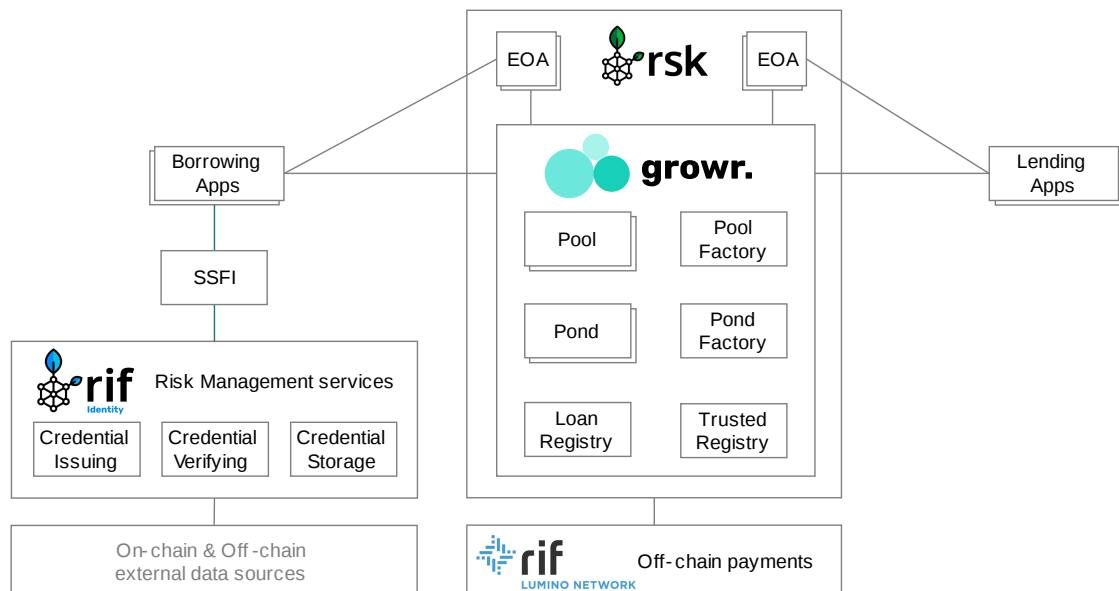 EOA
rsk
EOA
Borrowing
Apps
growr.
Lending
Apps
Pool
Pool
Factory
SSFI
Pond
Pond
Factory
rif
Identity
Risk Management services
Loan
Registry
Trusted
Registry
Credential
Issuing
Credential
Verifying
Credential
Storage
On-chain & Off-chain
external data sources
rif
LUMINO NETWORK
Off-chain payments